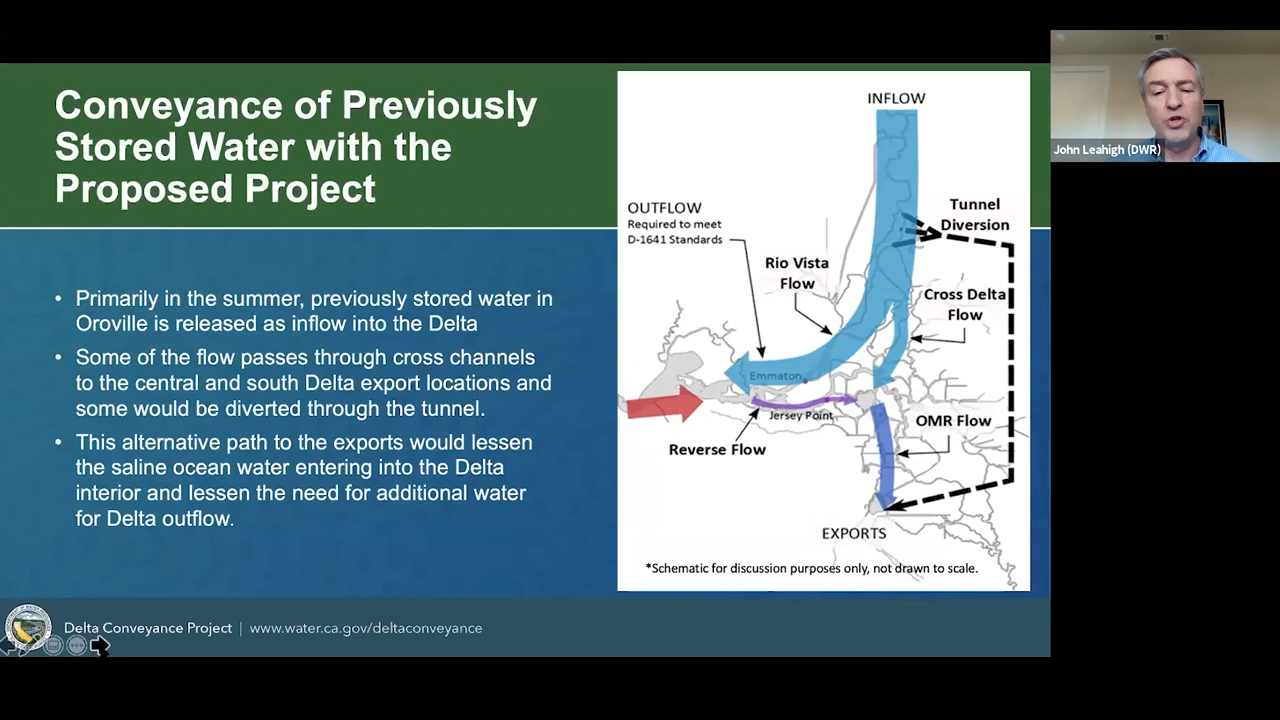 Conveyance of Previously
Stored Water with the
Proposed Project
• Primarily in the summer, previously stored water in
Oroville is released as inflow into the Delta
• Some of the flow passes through cross channels
to the central and south Delta export locations and
some would be diverted through the tunnel.
• This alternative path to the exports would lessen
the saline ocean water entering into the Delta
interior and lessen the need for additional water
for Delta outflow.
INFLOW
OUTFLOW
Required to meet
D-1641 Standards
Tunnel
Diversion
Rio Vista
Flow
Cross Delta
Flow
Emmaton
Jersey Point
Reverse Flow
OMR Flow
EXPORTS
*Schematic for discussion purposes only, not drawn to scale.
Delta Conveyance Project | www.water.ca.gov/deltaconveyance
John Leahigh (DWR)